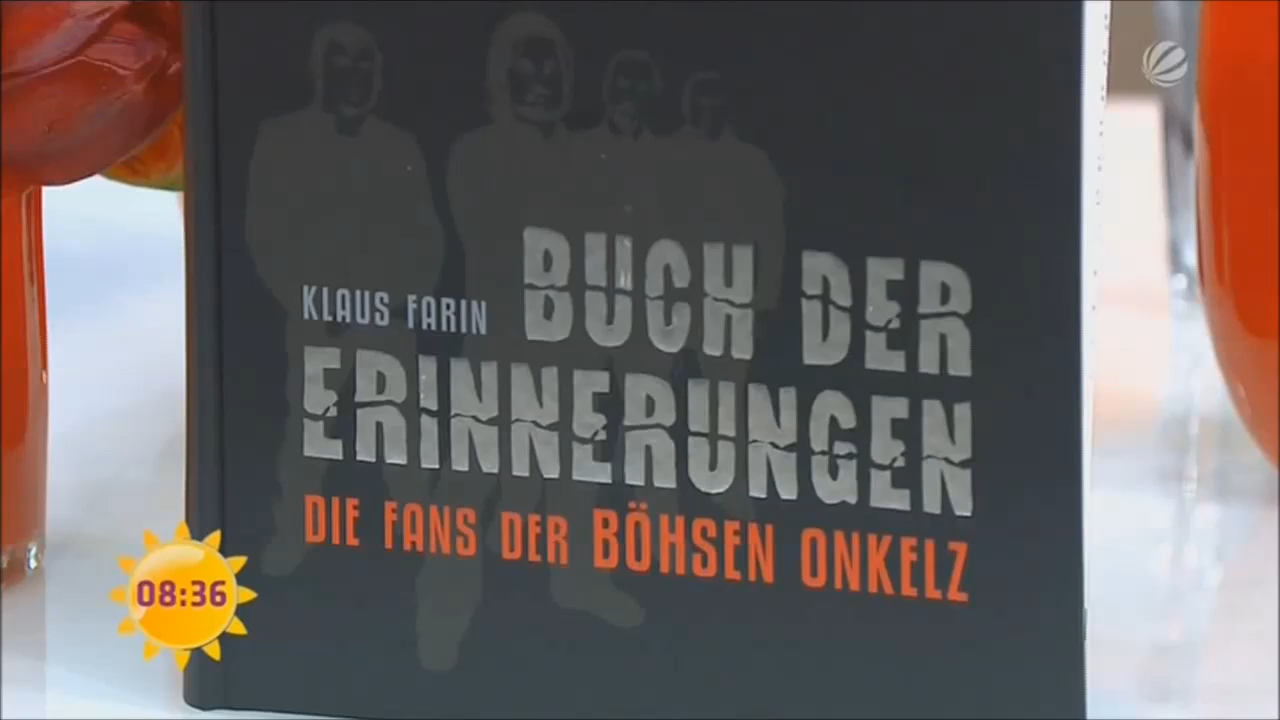 KLAUS FARIN BUCH DER
ERINNERUNGEN
DIE FANS DER BÖHSEN ONKELZ
08:36